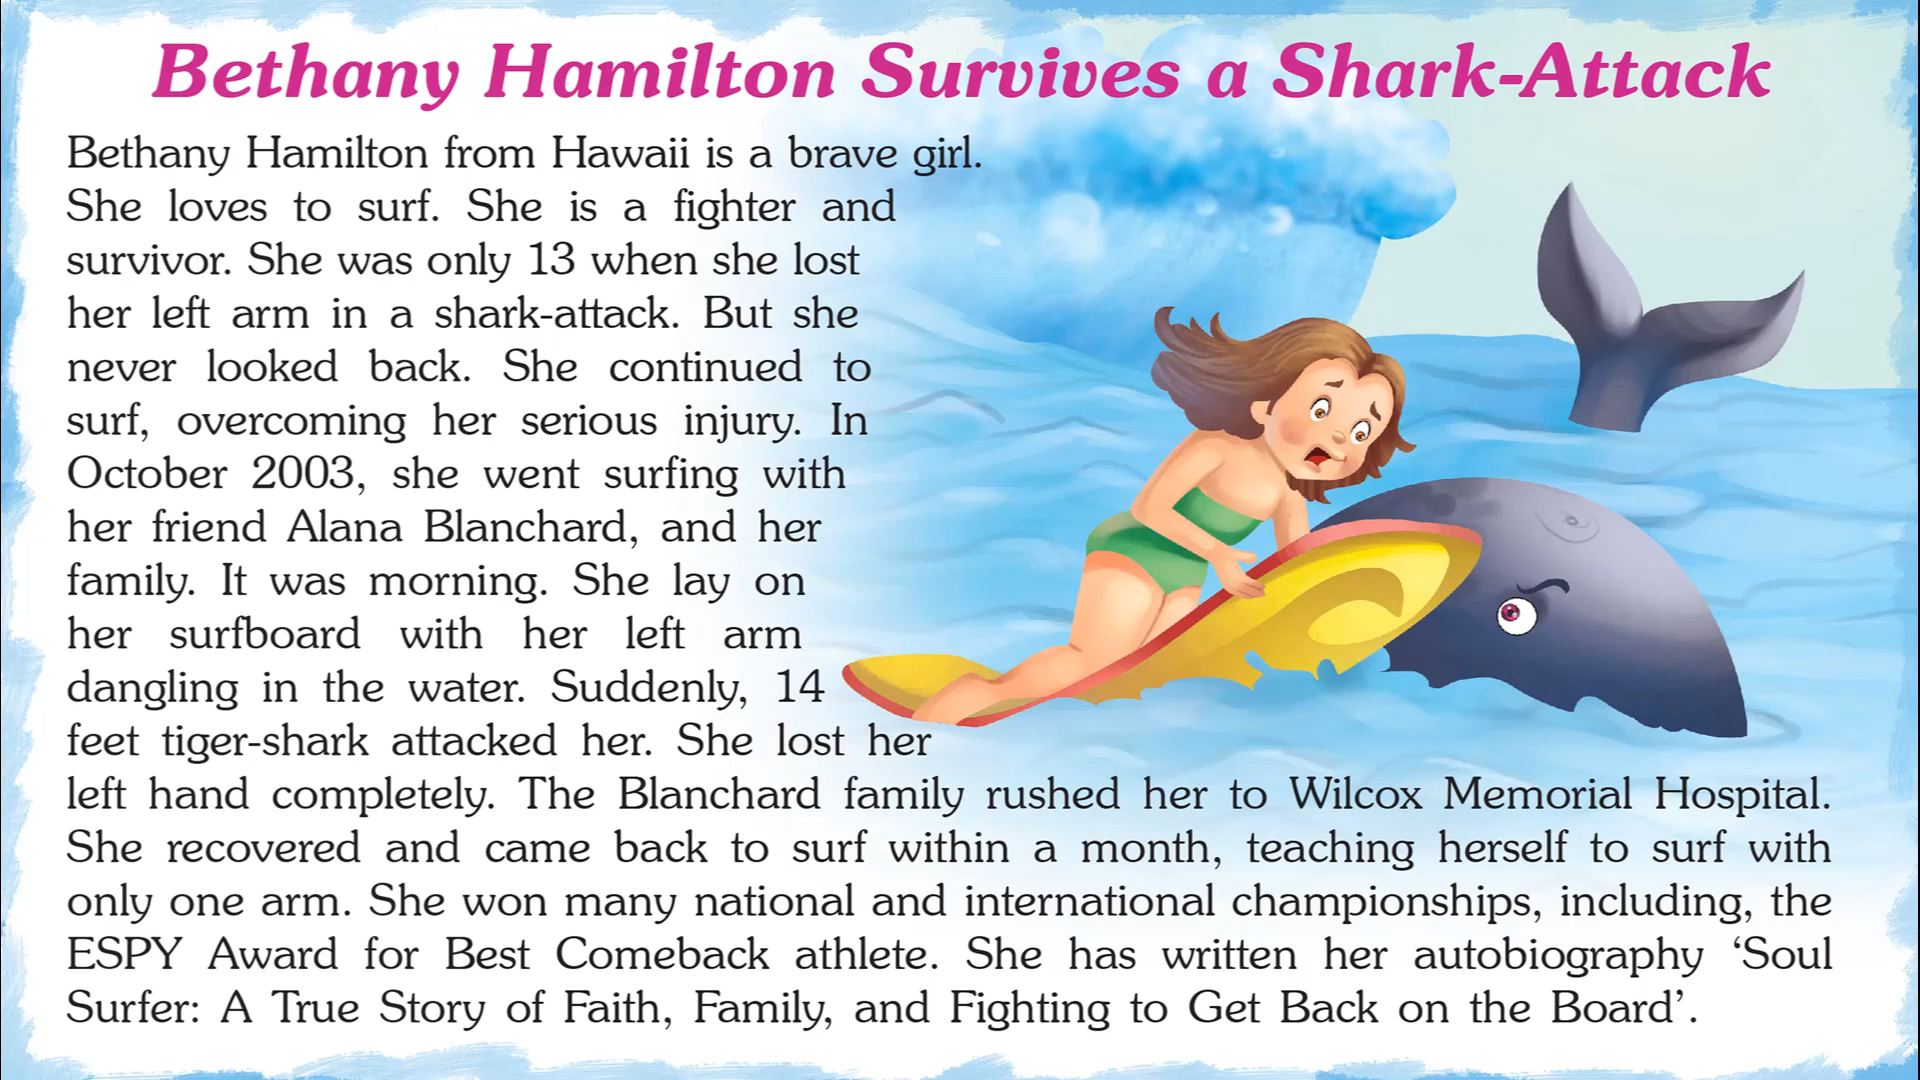 Bethany Hamilton Survives a Shark-Attack
Bethany Hamilton from Hawaii is a brave girl.
She loves to surf. She is a fighter and
survivor. She was only 13 when she lost
her left arm in a shark-attack. But she
never looked back. She continued to
surf, overcoming her serious injury. In
October 2003, she went surfing with
her friend Alana Blanchard, and her
family. It was morning. She lay on
her surfboard with her left arm
dangling in the water. Suddenly, 14
feet tiger-shark attacked her. She lost her
left hand completely. The Blanchard family rushed her to Wilcox Memorial Hospital.
She recovered and came back to surf within a month, teaching herself to surf with
only one arm. She won many national and international championships, including, the
ESPY Award for Best Comeback athlete. She has written her autobiography ‘Soul
Surfer: A True Story of Faith, Family, and Fighting to Get Back on the Board’.